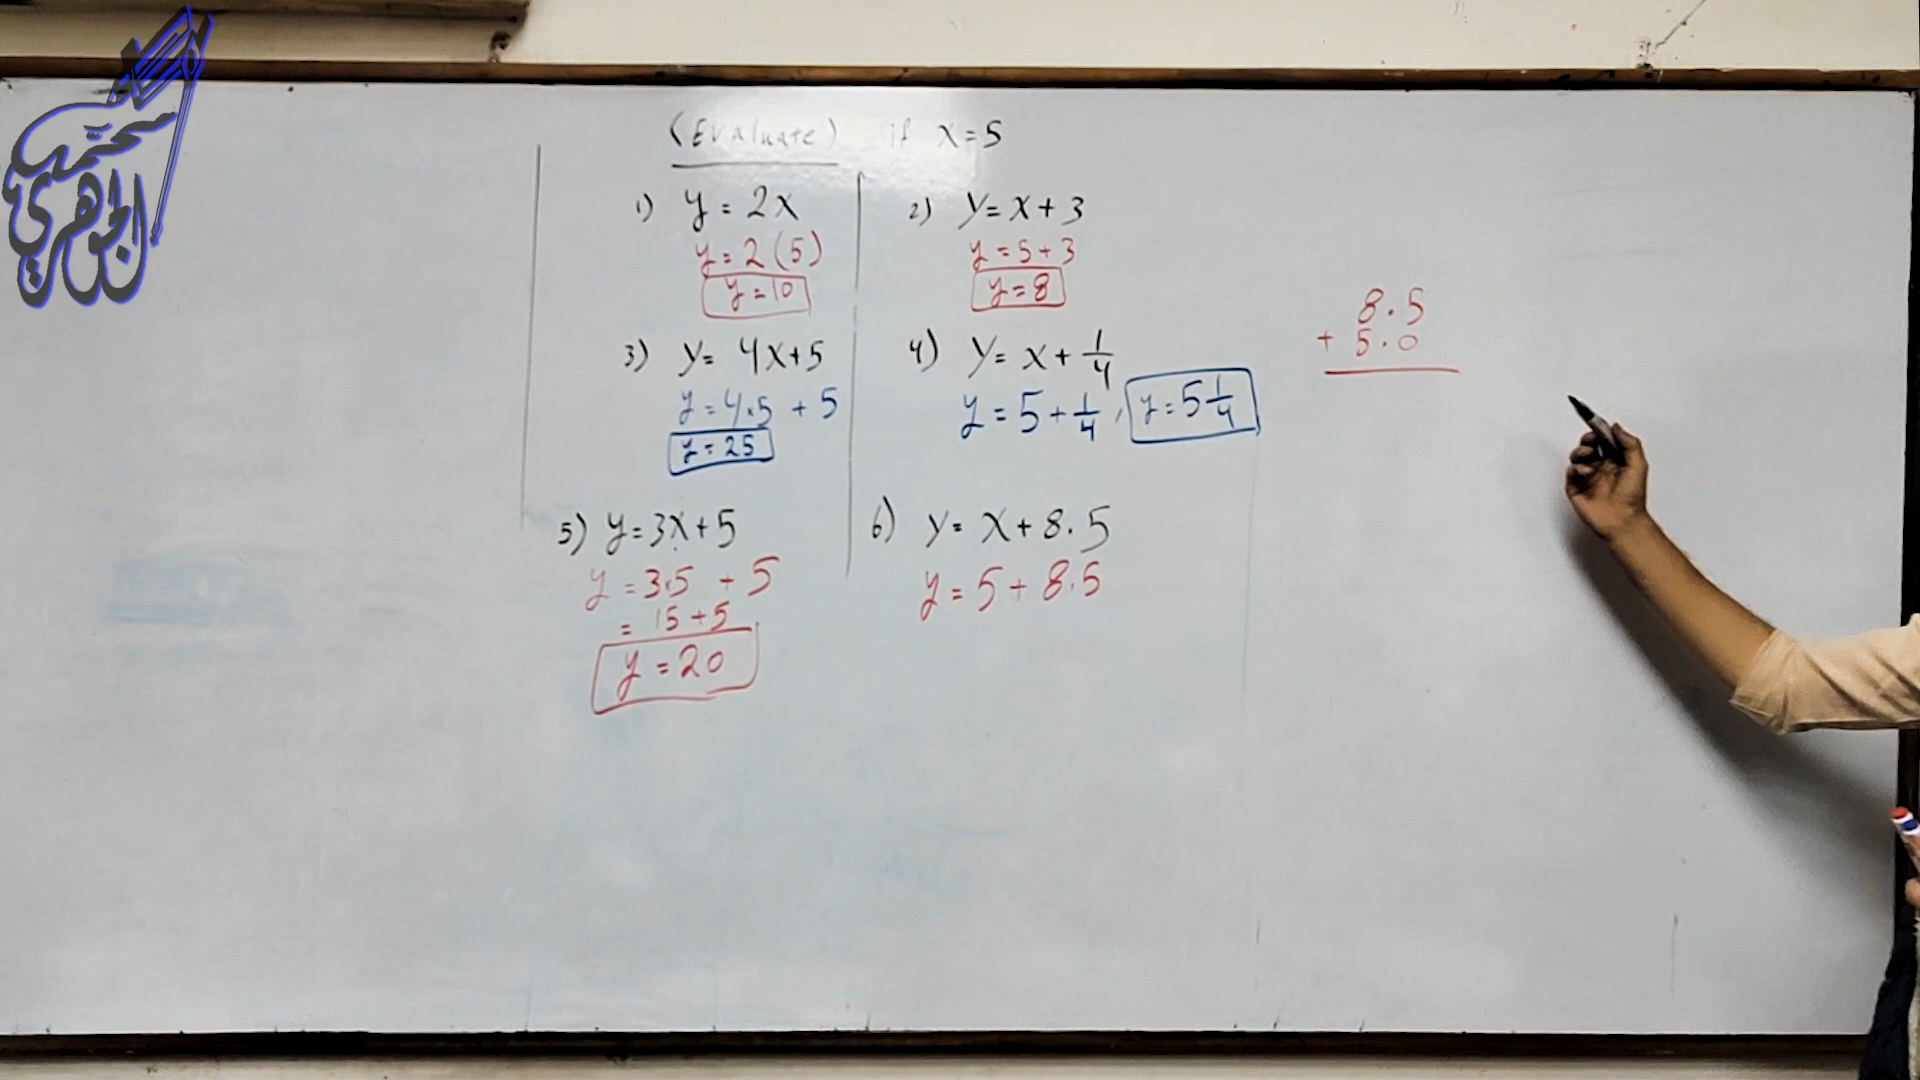 محمد
الجوهري
(Evaluate) if x=5
1) y = 2x
y = 2(5)
y = 10
2) y = x + 3
y = 5 + 3
y = 8
3) y = 4x+5
y = 4·5 + 5
y = 25
4) y = x + 1/4
y = 5 + 1/4 , y = 5 1/4
5) y = 3x + 5
y = 3·5 + 5
= 15 + 5
y = 20
6) y = x + 8.5
y = 5 + 8.5
8.5
+ 5.0